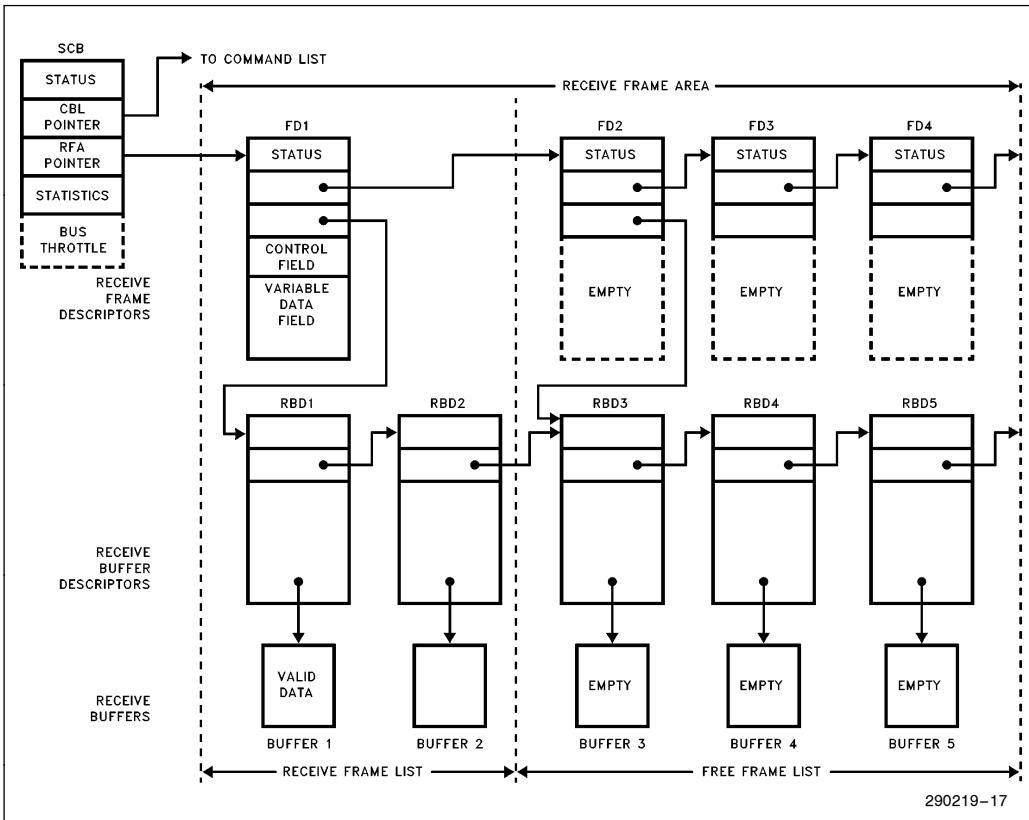 SCB
STATUS
CBL
POINTER
RFA
POINTER
STATISTICS
BUS
THROTTLE
TO COMMAND LIST
RECEIVE FRAME AREA
FD1
STATUS
CONTROL
FIELD
VARIABLE
DATA
FIELD
FD2
STATUS
EMPTY
FD3
STATUS
EMPTY
FD4
STATUS
EMPTY
RECEIVE
FRAME
DESCRIPTORS
RBD1
RBD2
RBD3
RBD4
RBD5
RECEIVE
BUFFER
DESCRIPTORS
VALID
DATA
EMPTY
EMPTY
EMPTY
RECEIVE
BUFFERS
BUFFER 1
BUFFER 2
BUFFER 3
BUFFER 4
BUFFER 5
RECEIVE FRAME LIST
FREE FRAME LIST
290219–17